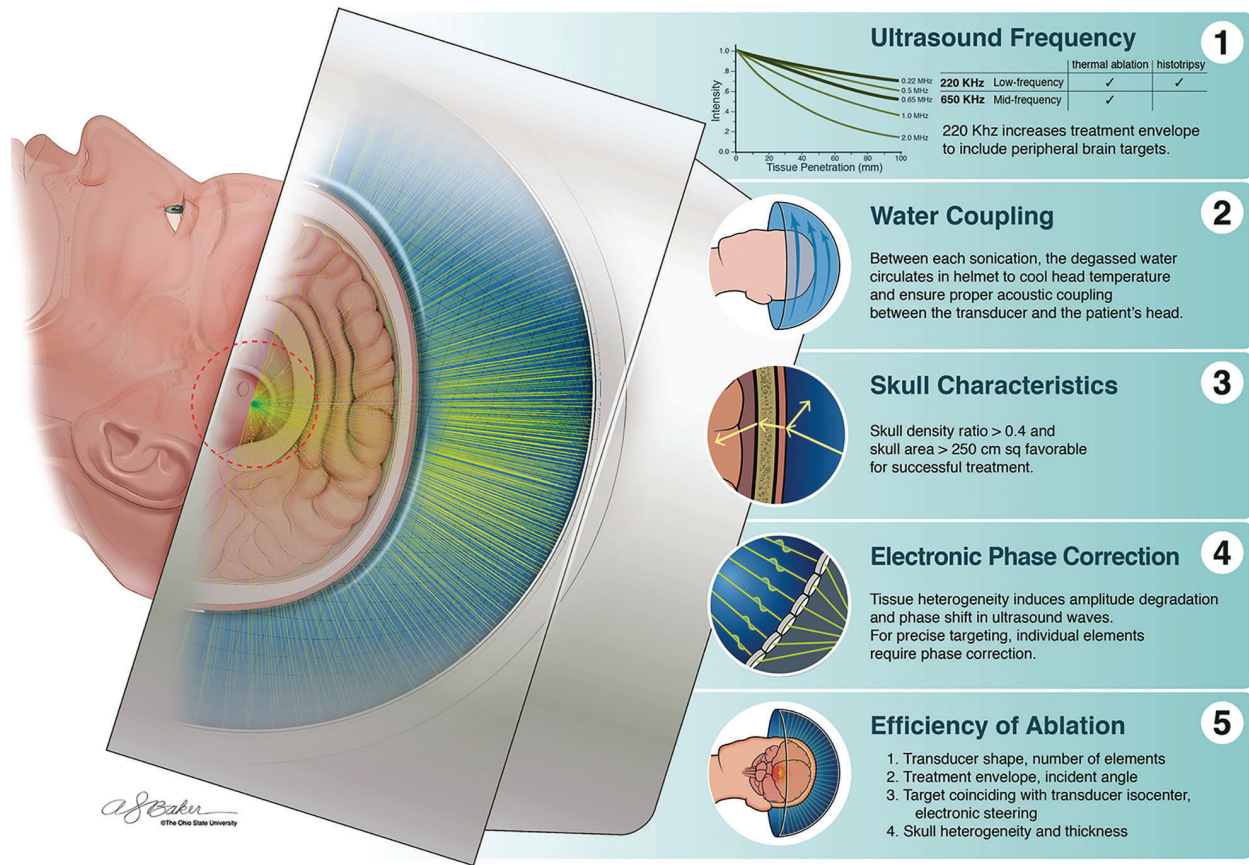 Ultrasound Frequency
1
Intensity
1.0
.8
.6
.4
.2
0.0
0 20 40 60 80 100
Tissue Penetration (mm)
0.22 MHz
0.5 MHz
0.65 MHz
1.0 MHz
2.0 MHz
thermal ablation histotripsy
220 KHz Low-frequency ✓ ✓
650 KHz Mid-frequency ✓
220 Khz increases treatment envelope
to include peripheral brain targets.
Water Coupling
2
Between each sonication, the degassed water
circulates in helmet to cool head temperature
and ensure proper acoustic coupling
between the transducer and the patient's head.
Skull Characteristics
3
Skull density ratio > 0.4 and
skull area > 250 cm sq favorable
for successful treatment.
Electronic Phase Correction
4
Tissue heterogeneity induces amplitude degradation
and phase shift in ultrasound waves.
For precise targeting, individual elements
require phase correction.
Efficiency of Ablation
5
1. Transducer shape, number of elements
2. Treatment envelope, incident angle
3. Target coinciding with transducer isocenter,
electronic steering
4. Skull heterogeneity and thickness
ASBaker
©The Ohio State University